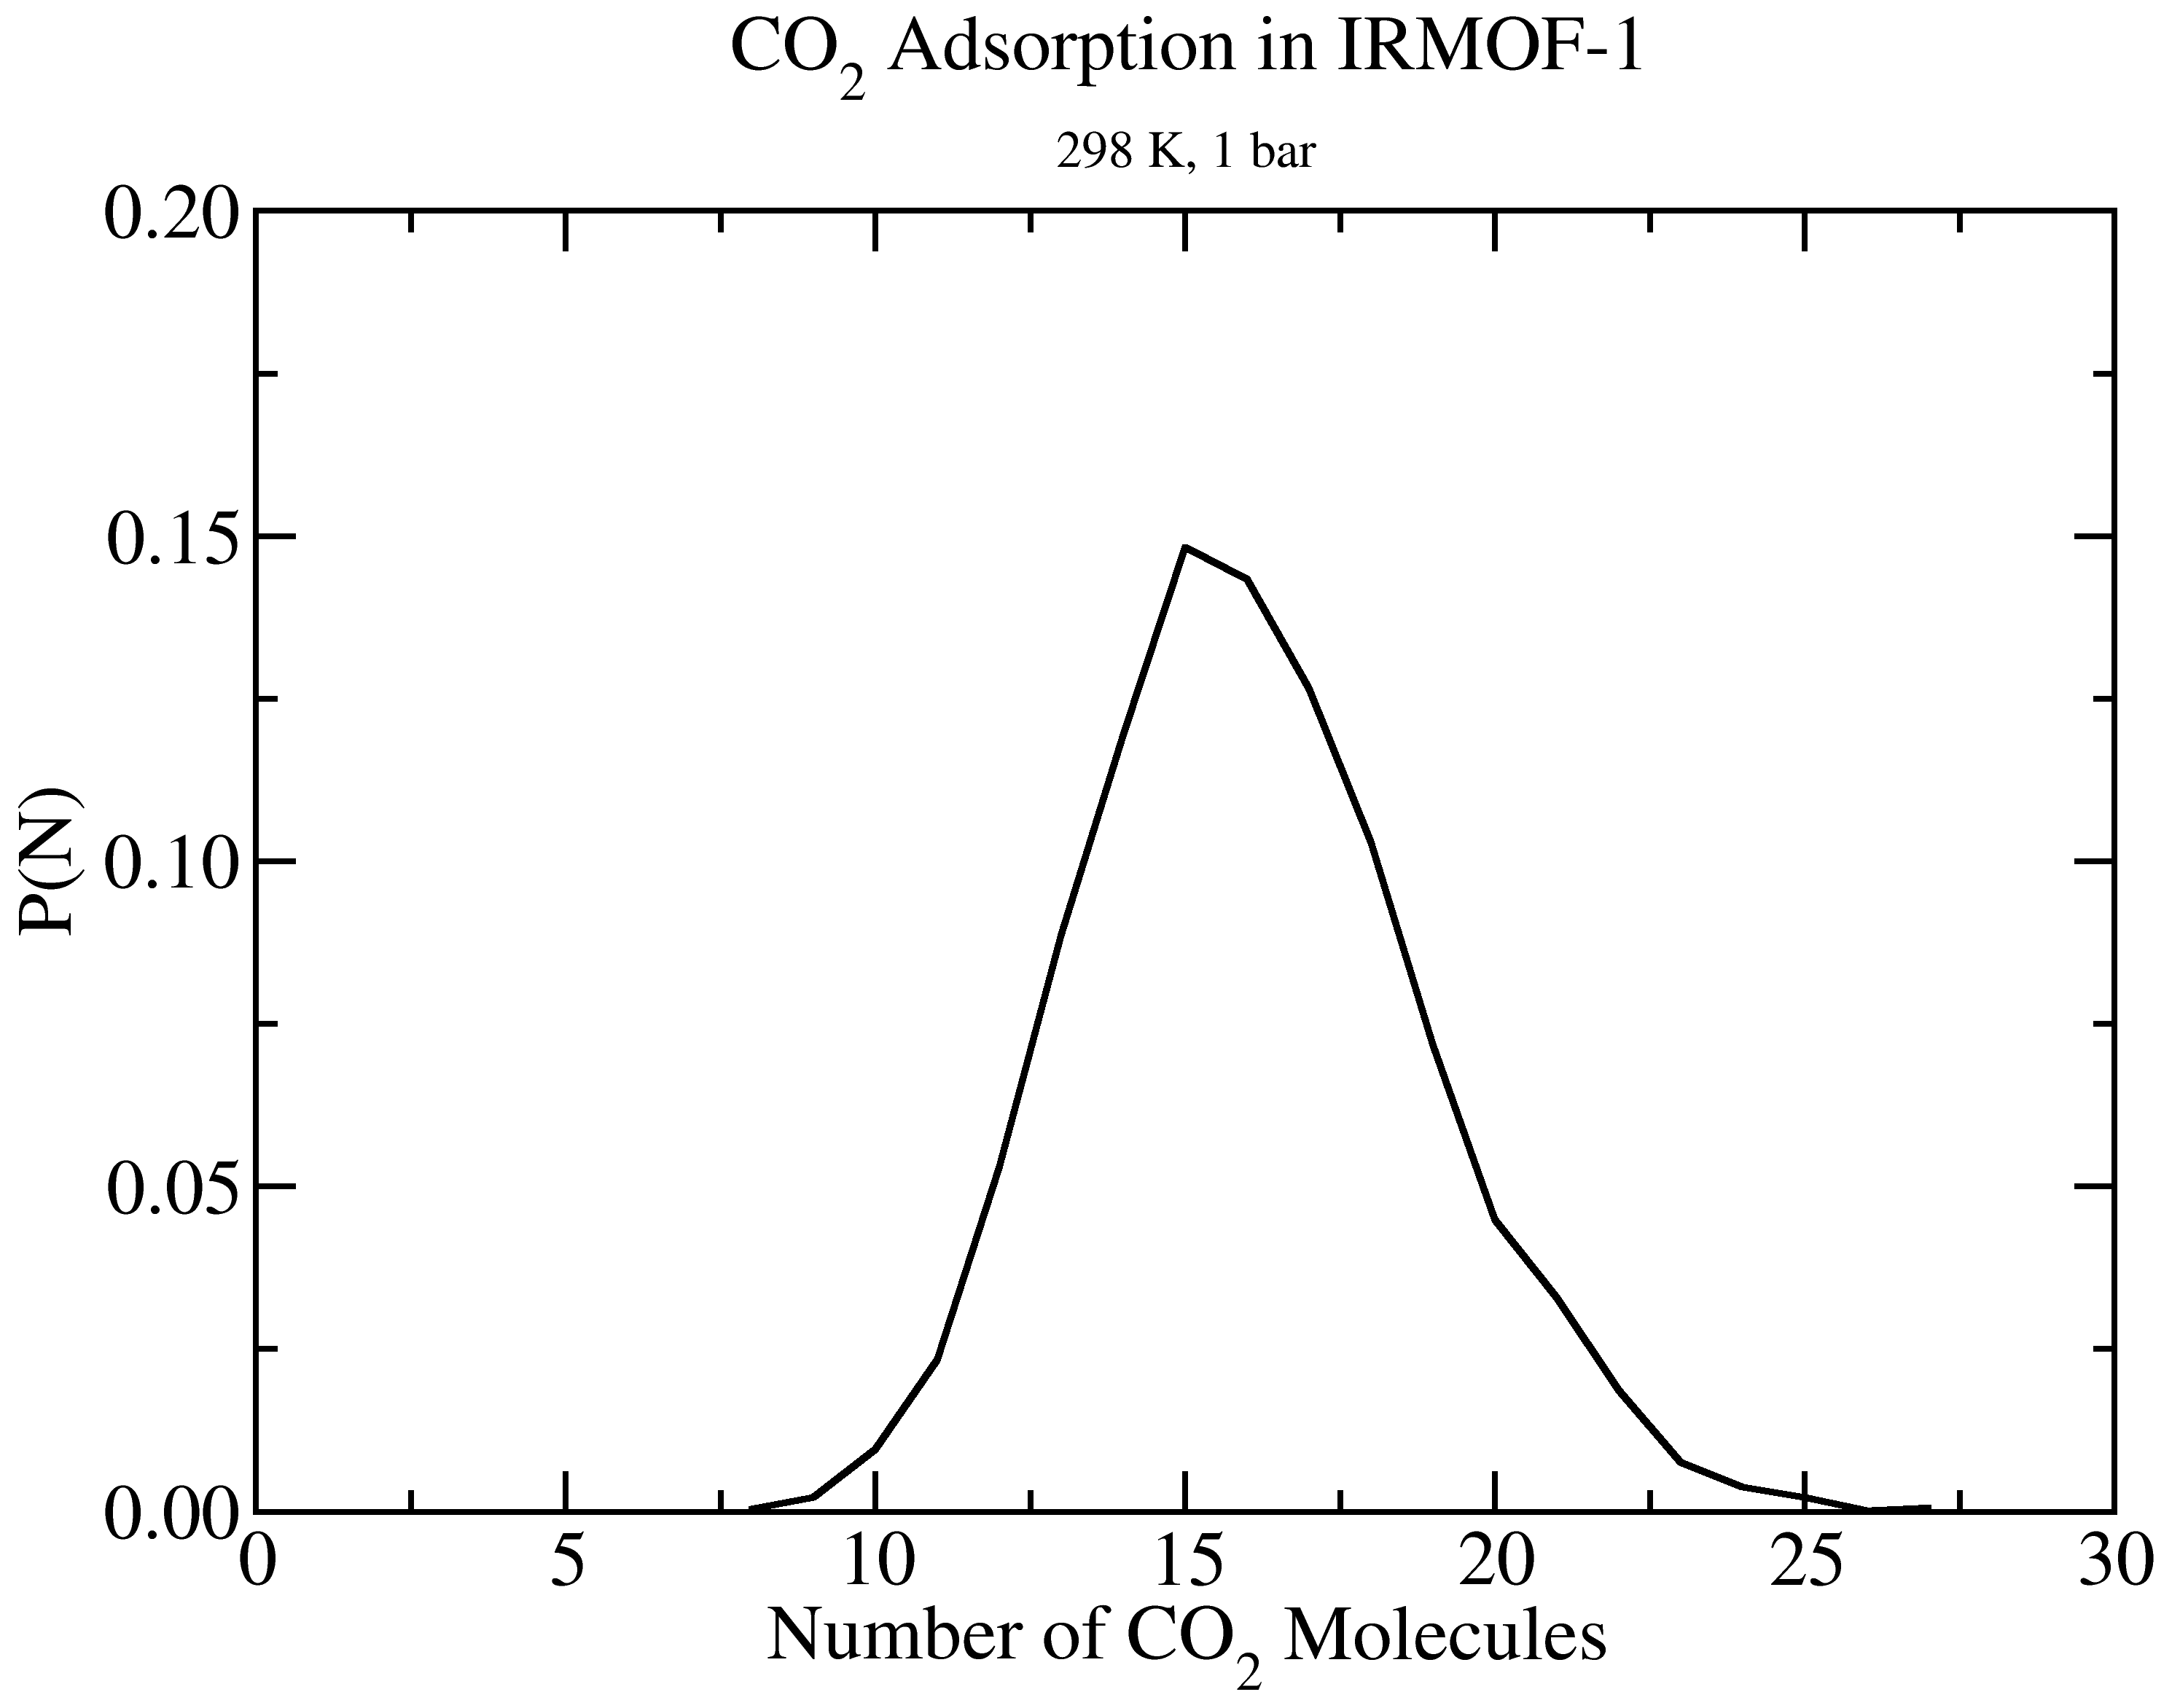 CO₂ Adsorption in IRMOF-1
298 K, 1 bar
0.20
0.15
0.10
0.05
0.00
P(N)
0 5 10 15 20 25 30
Number of CO₂ Molecules